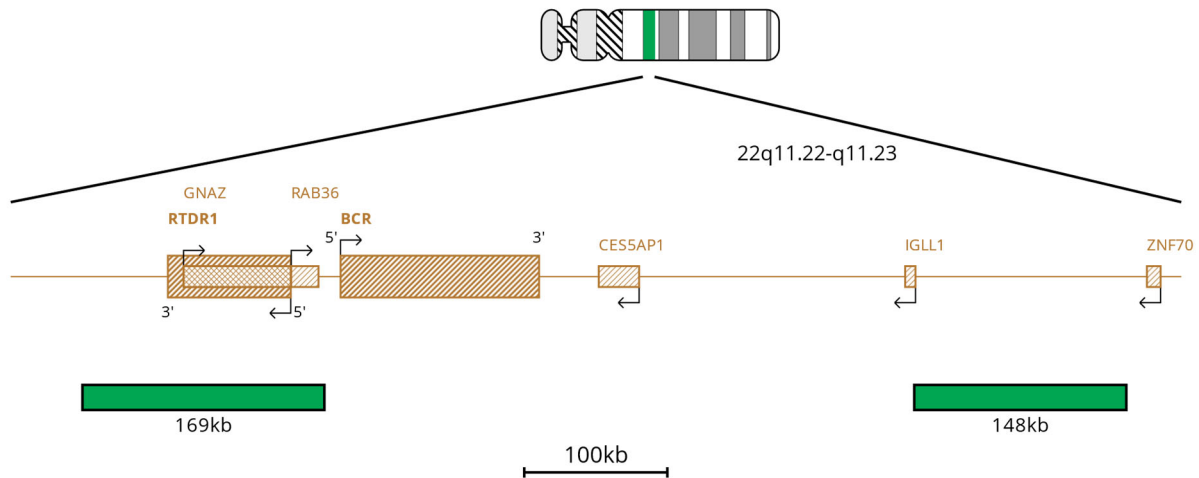 22q11.22-q11.23
GNAZ RAB36
RTDR1 BCR
5' 3'
CES5AP1 IGLL1 ZNF70
3' 5'
169kb 148kb
100kb